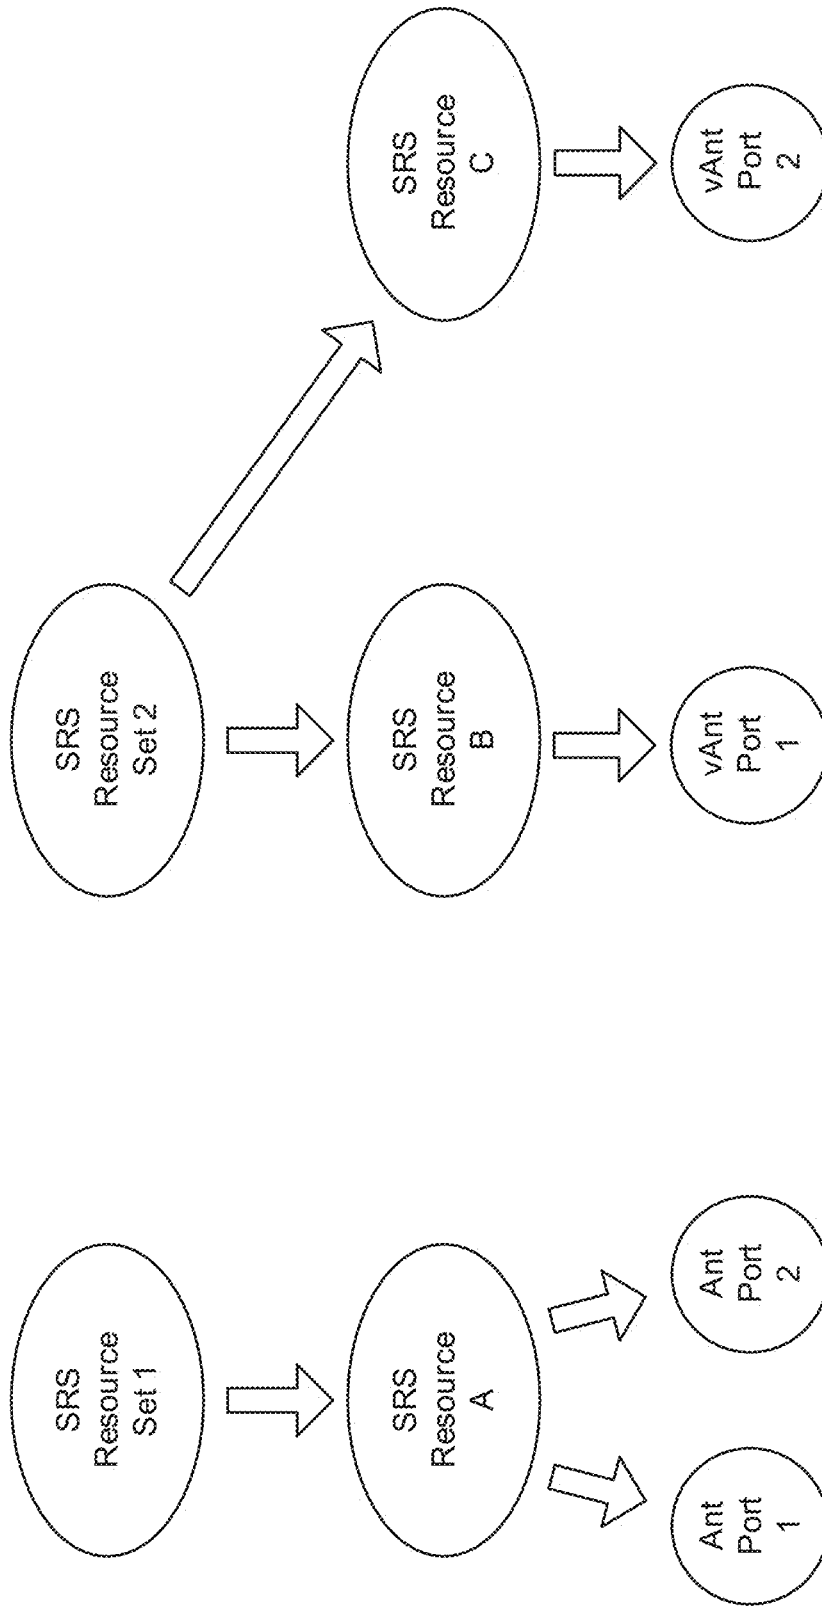 SRS
Resource
Set 1
SRS
Resource
Set 2
SRS
Resource
A
SRS
Resource
B
SRS
Resource
C
Ant
Port
1
Ant
Port
2
vAnt
Port
1
vAnt
Port
2